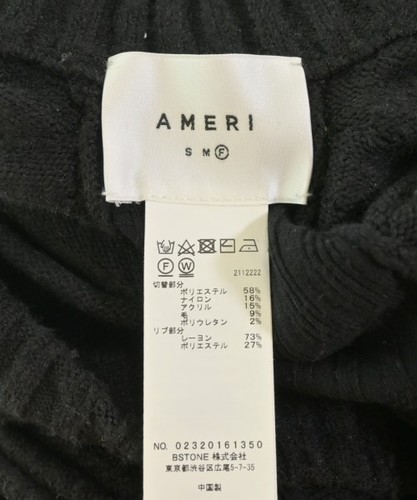 AMERI
S M F
F W
2112222
切替部分
ポリエステル 58%
ナイロン 16%
アクリル 15%
毛 9%
ポリウレタン 2%
リブ部分
レーヨン 73%
ポリエステル 27%
NO. 02320161350
BSTONE 株式会社
東京都渋谷区広尾5-7-35
中国製